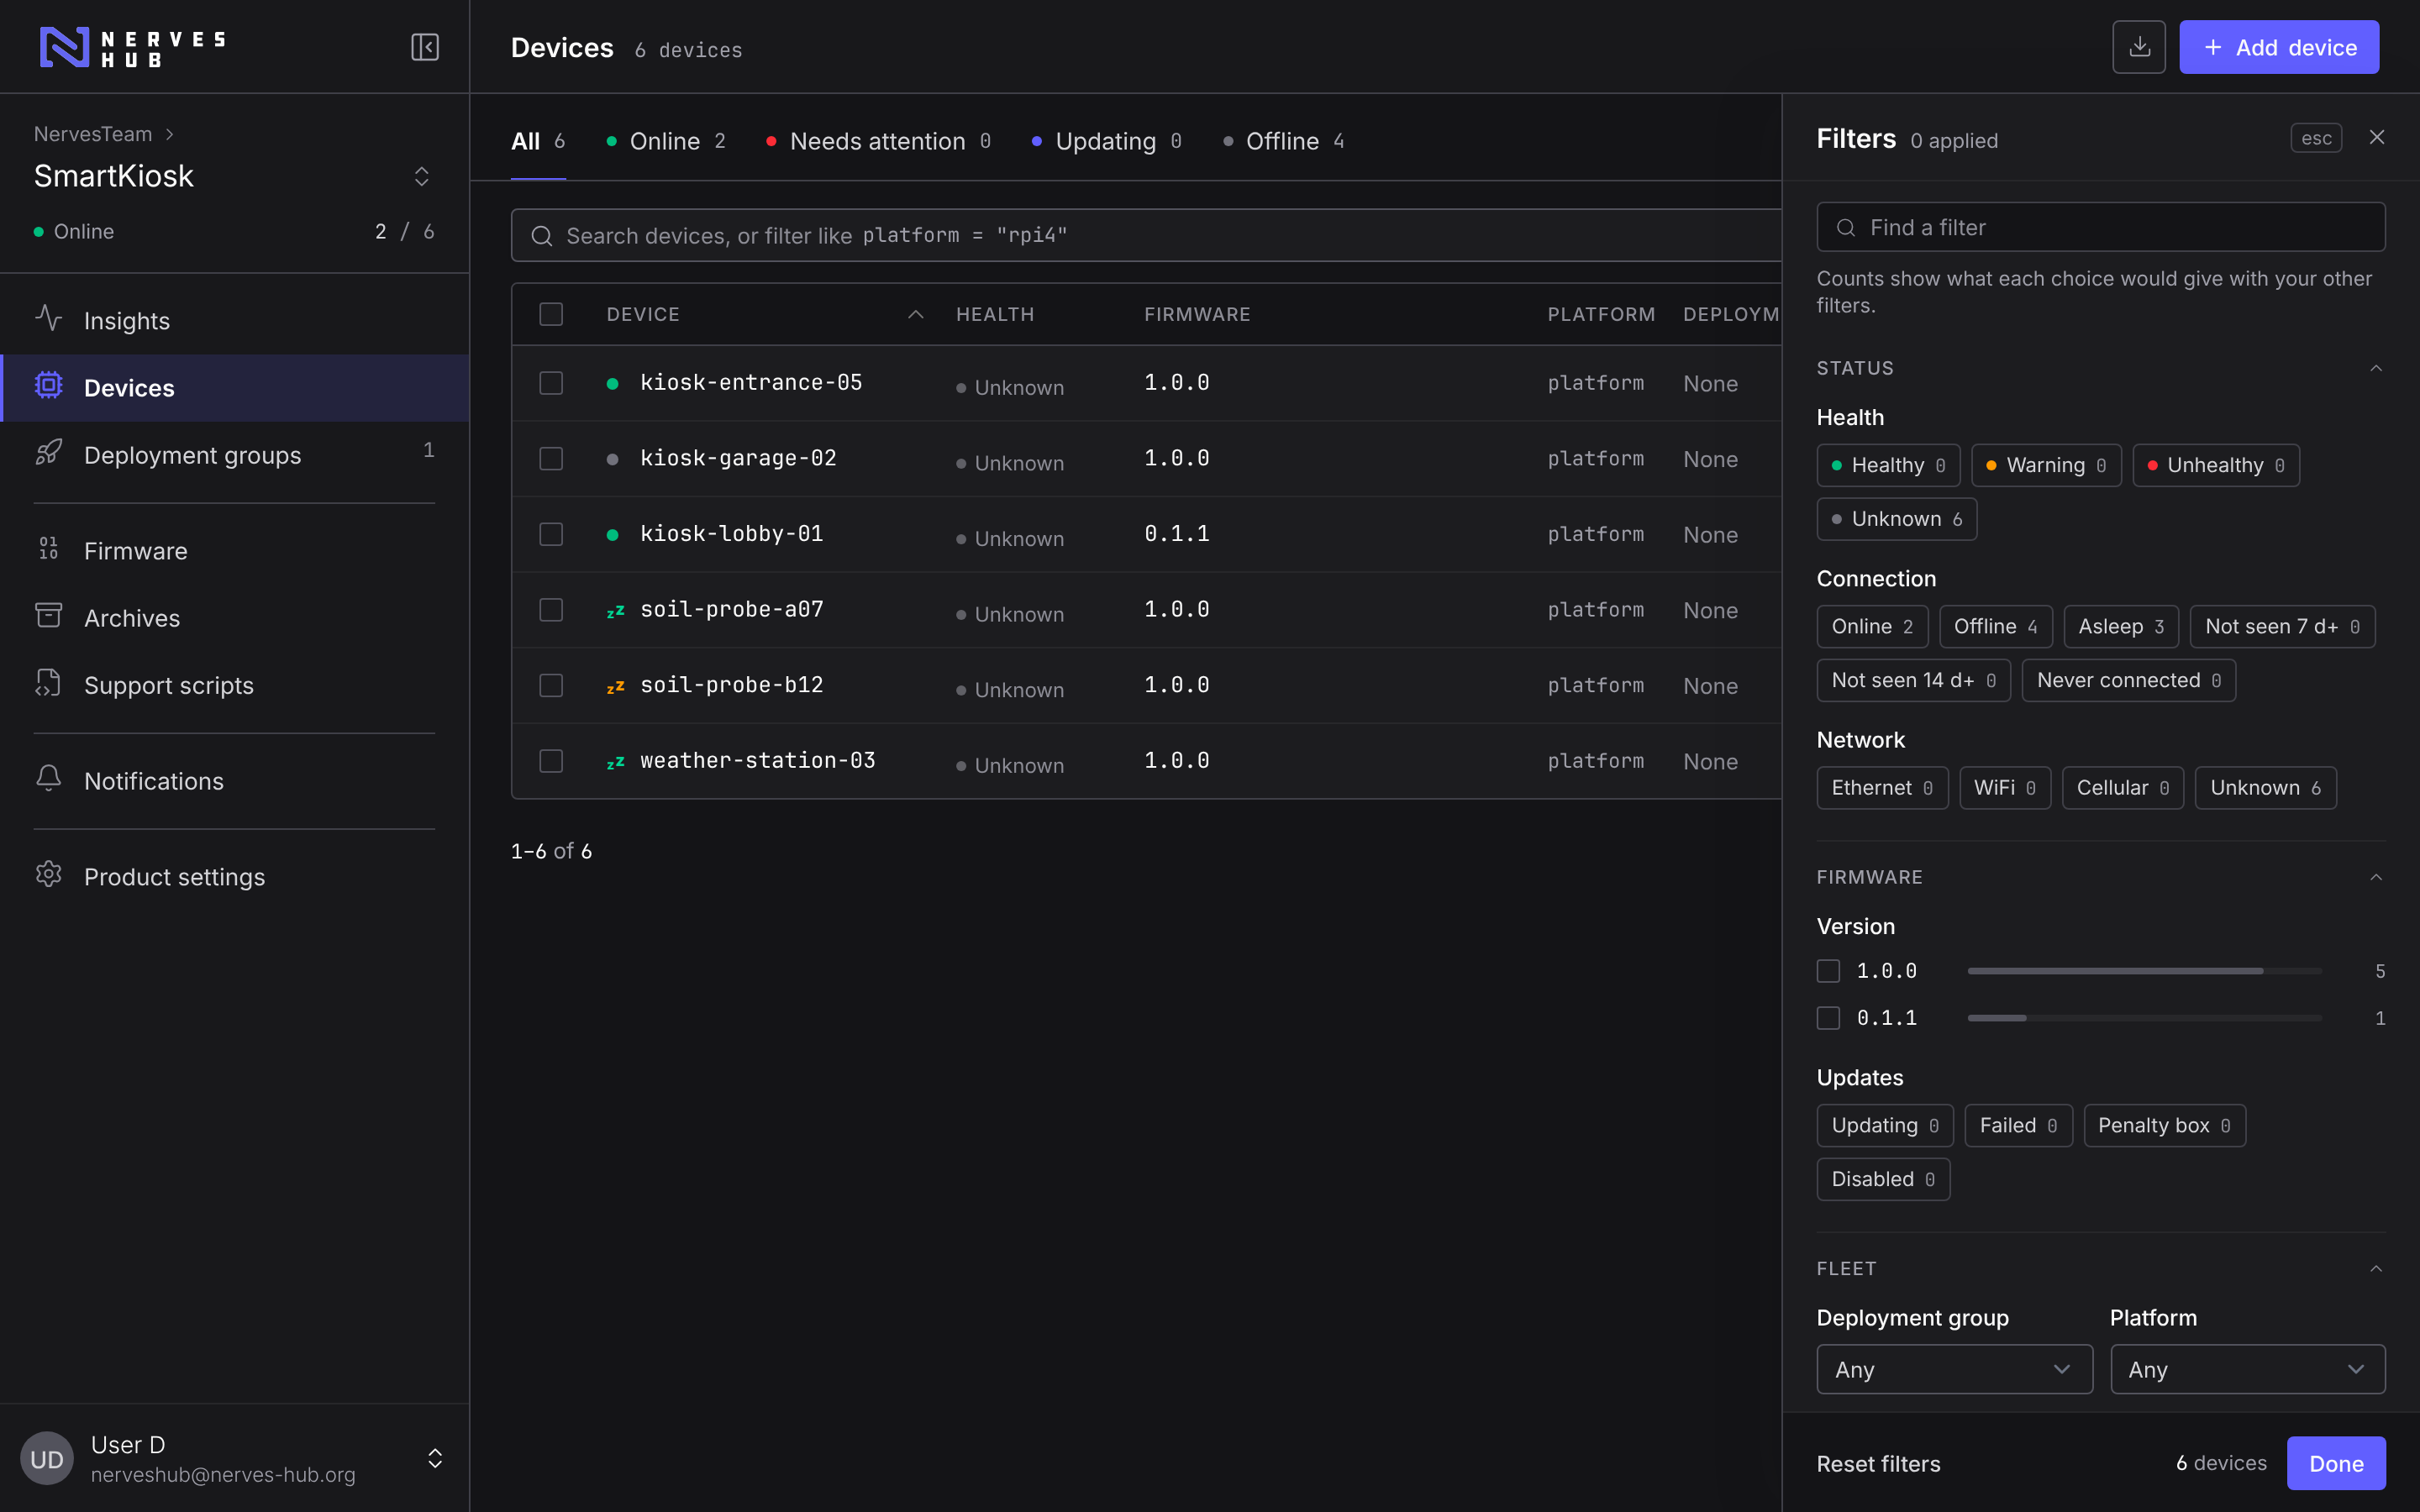 NERVES
HUB
NervesTeam
SmartKiosk
Online 2 / 6
Insights
Devices
Deployment groups 1
Firmware
Archives
Support scripts
Notifications
Product settings
UD
User D
nerveshub@nerves-hub.org
Devices 6 devices
Add device
All 6 Online 2 Needs attention 0 Updating 0 Offline 4
Search devices, or filter like platform = "rpi4"
DEVICE HEALTH FIRMWARE PLATFORM DEPLOYM
kiosk-entrance-05 Unknown 1.0.0 platform None
kiosk-garage-02 Unknown 1.0.0 platform None
kiosk-lobby-01 Unknown 0.1.1 platform None
zz soil-probe-a07 Unknown 1.0.0 platform None
zz soil-probe-b12 Unknown 1.0.0 platform None
zz weather-station-03 Unknown 1.0.0 platform None
1–6 of 6
Filters 0 applied esc
Find a filter
Counts show what each choice would give with your other
filters.
STATUS
Health
Healthy 0 Warning 0 Unhealthy 0
Unknown 6
Connection
Online 2 Offline 4 Asleep 3 Not seen 7 d+ 0
Not seen 14 d+ 0 Never connected 0
Network
Ethernet 0 WiFi 0 Cellular 0 Unknown 6
FIRMWARE
Version
1.0.0 5
0.1.1 1
Updates
Updating 0 Failed 0 Penalty box 0
Disabled 0
FLEET
Deployment group Platform
Any Any
Reset filters 6 devices Done